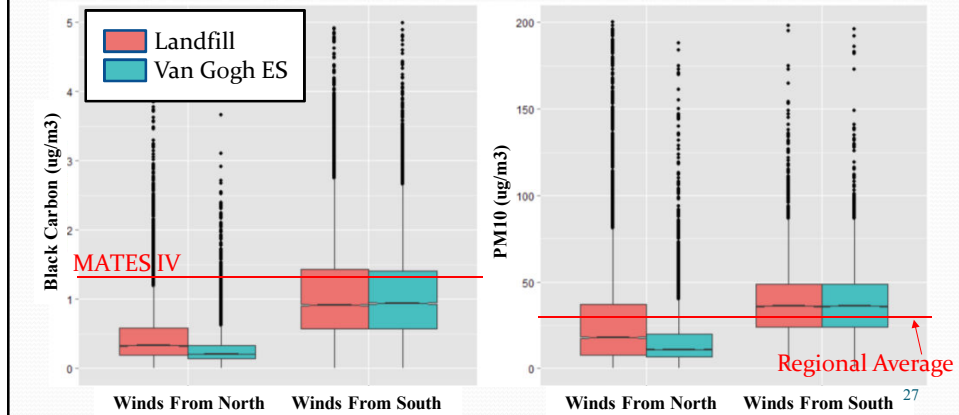 Landfill
Van Gogh ES
Black Carbon (ug/m3)
5
4
3
2
1
0
MATES IV
Winds From North
Winds From South
PM10 (ug/m3)
200
150
100
50
0
Regional Average
Winds From North
Winds From South
27